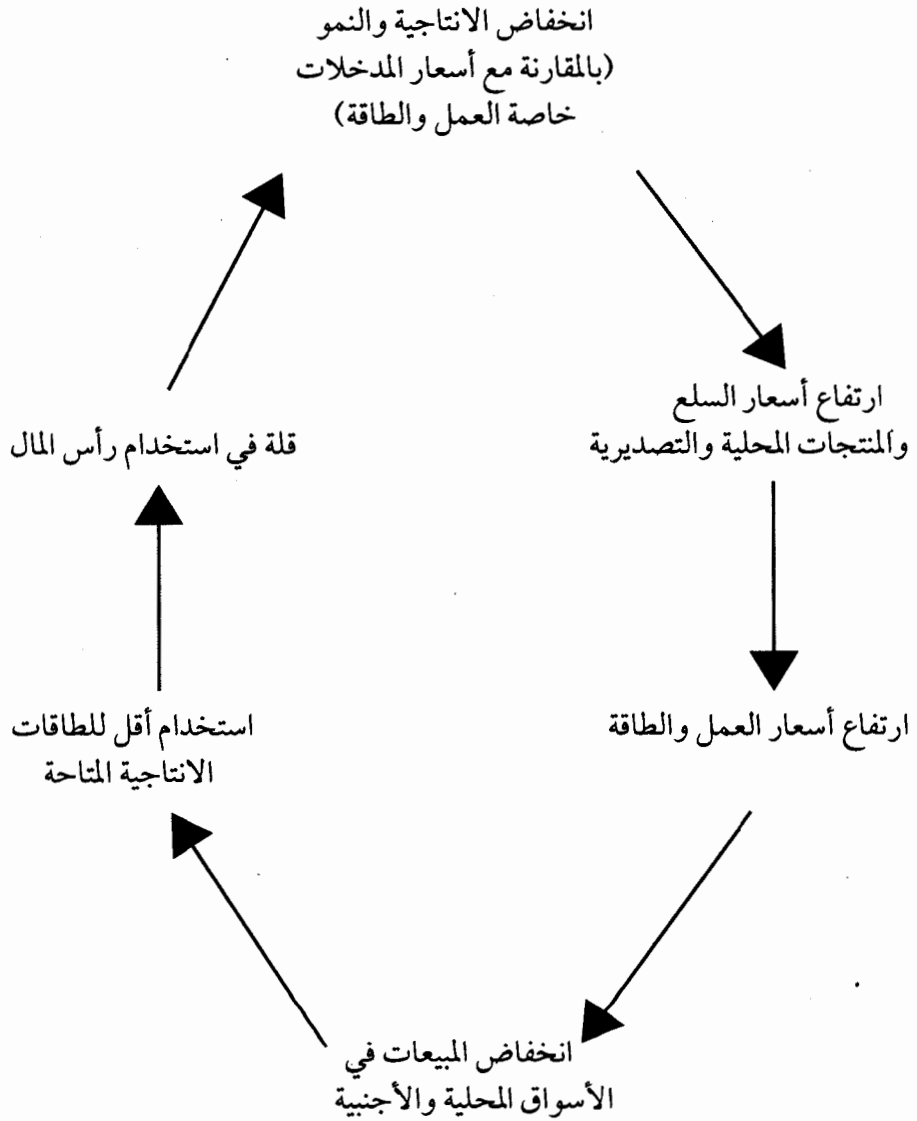 انخفاض الانتاجية والنمو
(بالمقارنة مع أسعار المدخلات
خاصة العمل والطاقة)
ارتفاع أسعار السلع
والمنتجات المحلية والتصديرية
ارتفاع أسعار العمل والطاقة
انخفاض المبيعات في
الأسواق المحلية والأجنبية
استخدام أقل للطاقات
الانتاجية المتاحة
قلة في استخدام رأس المال